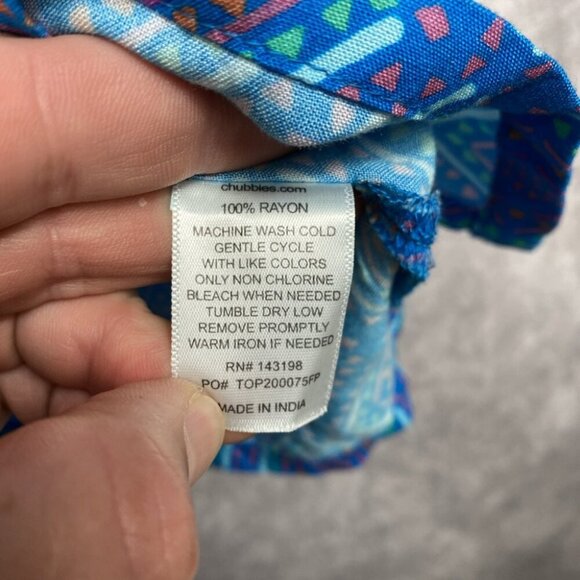 chubbies.com
100% RAYON
MACHINE WASH COLD
GENTLE CYCLE
WITH LIKE COLORS
ONLY NON CHLORINE
BLEACH WHEN NEEDED
TUMBLE DRY LOW
REMOVE PROMPTLY
WARM IRON IF NEEDED
RN# 143198
PO# TOP200075FP
MADE IN INDIA